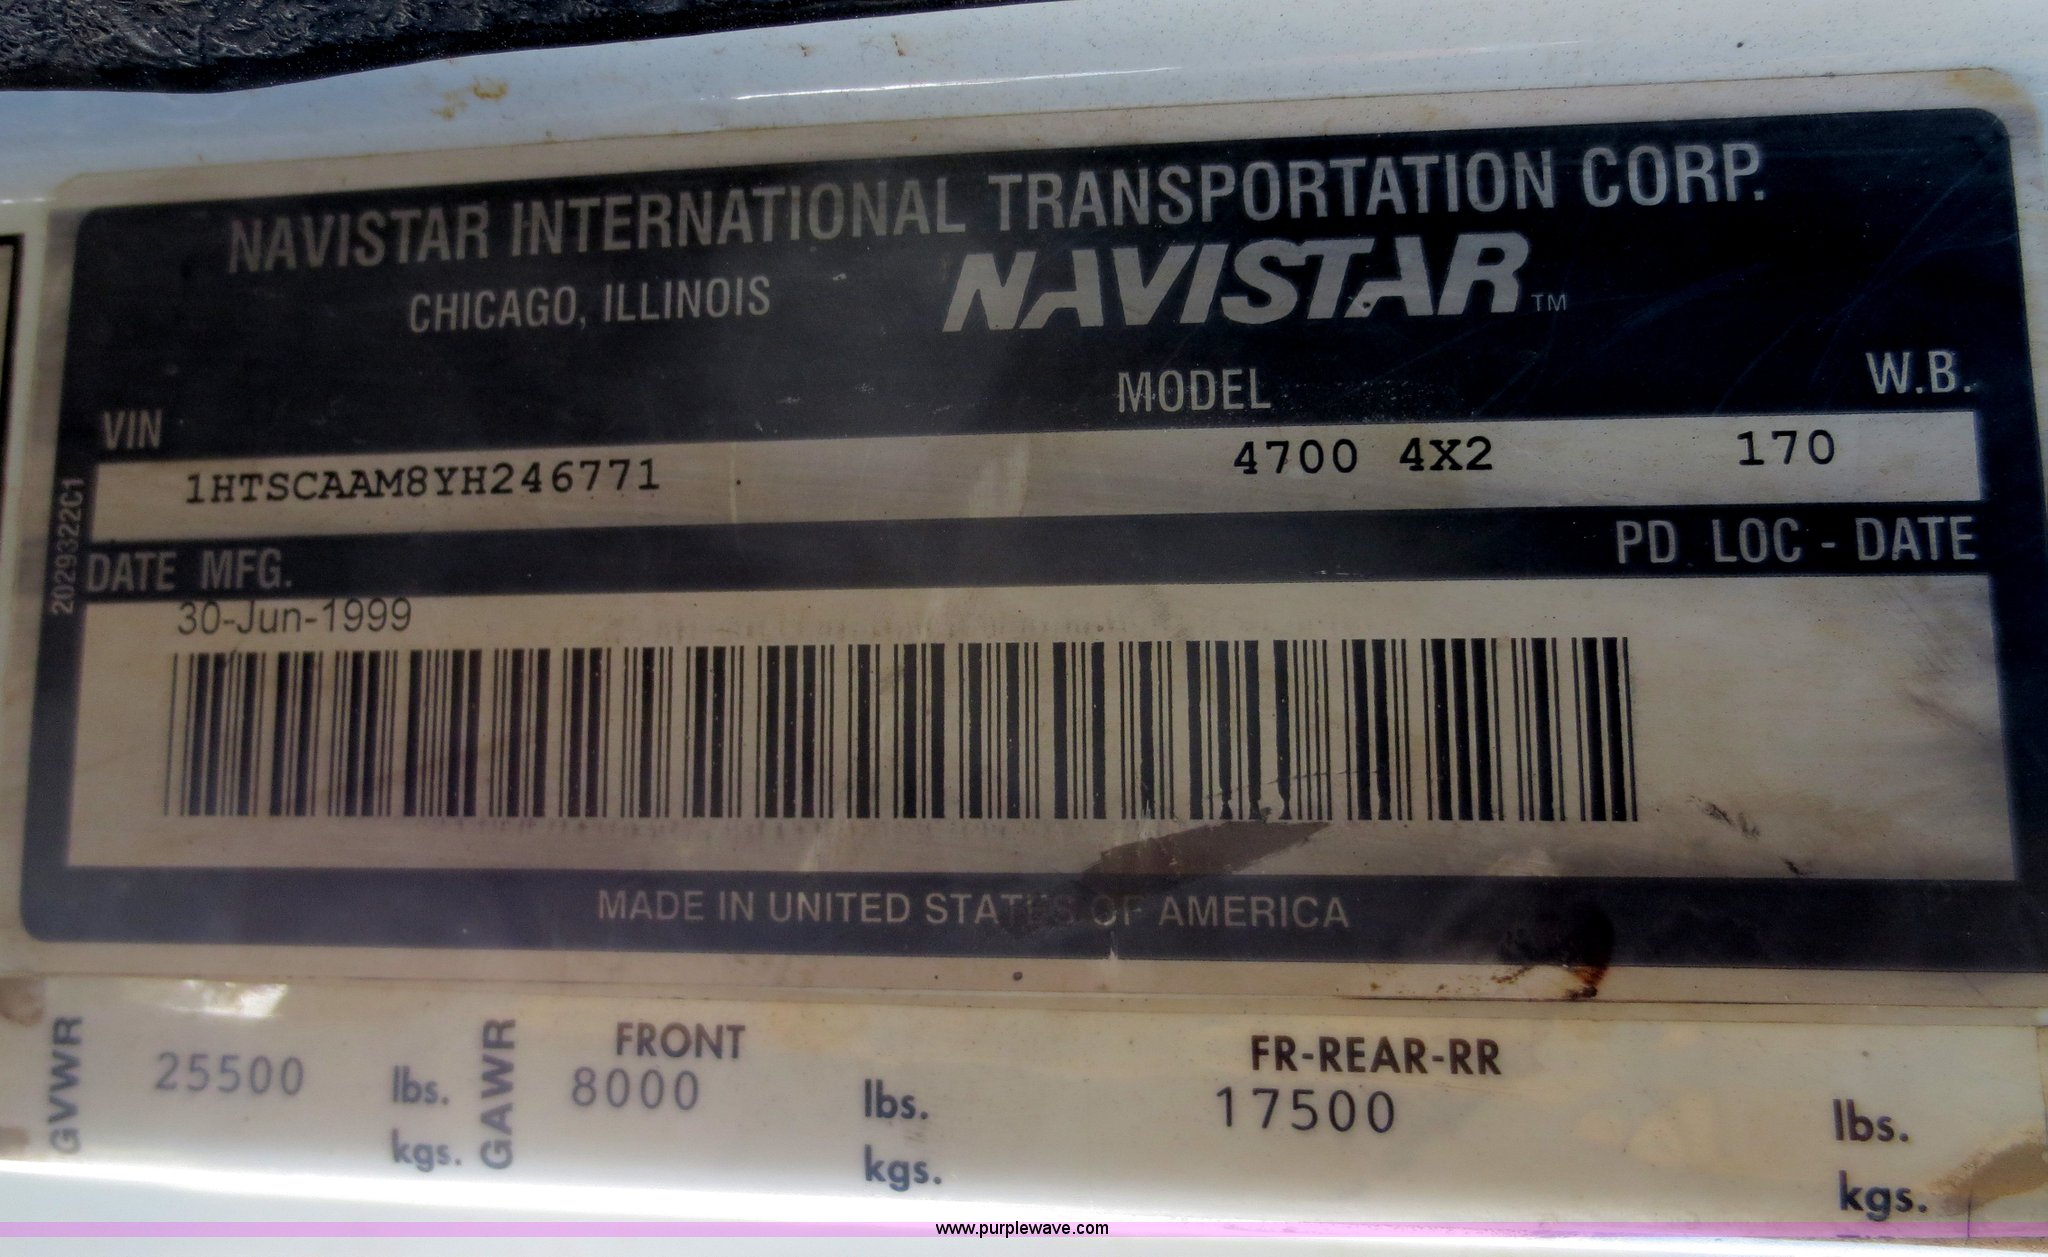 NAVISTAR INTERNATIONAL TRANSPORTATION CORP.
CHICAGO, ILLINOIS NAVISTAR TM
VIN MODEL W.B.
1HTSCAAM8YH246771 4700 4X2 170
2029322C1
DATE MFG. PD LOC - DATE
30-Jun-1999
MADE IN UNITED STATES OF AMERICA
GVWR 25500 lbs. kgs.
GAWR FRONT 8000 lbs. kgs.
FR-REAR-RR 17500 lbs. kgs.
www.purplewave.com